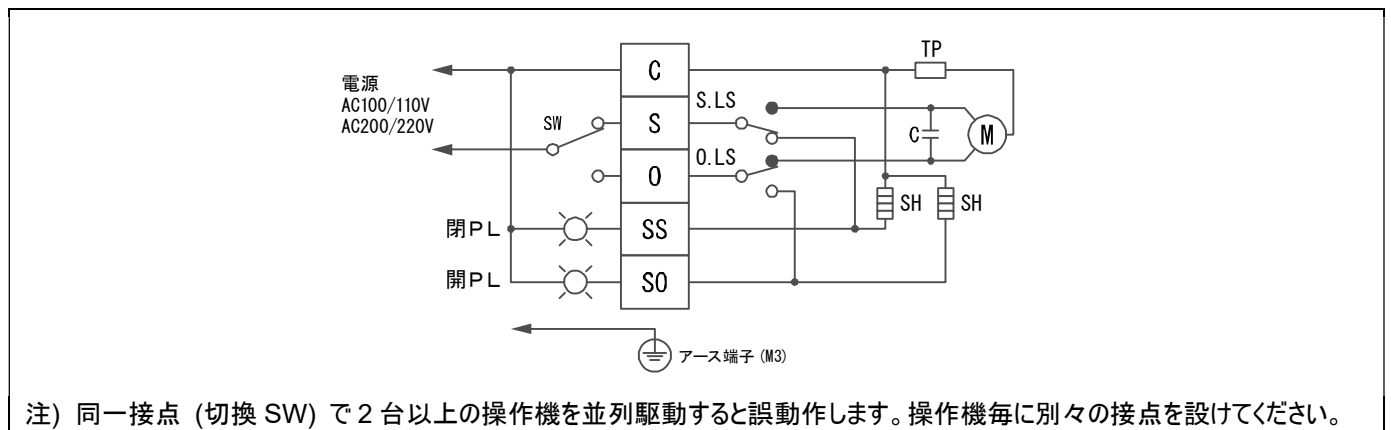 TP
電源
AC100/110V
AC200/220V
C
S.LS
SW
S
C
M
O.LS
O
SH
SH
閉PL
SS
開PL
SO
アース端子 (M3)
注) 同一接点 (切換 SW) で 2 台以上の操作機を並列駆動すると誤動作します。操作機毎に別々の接点を設けてください。